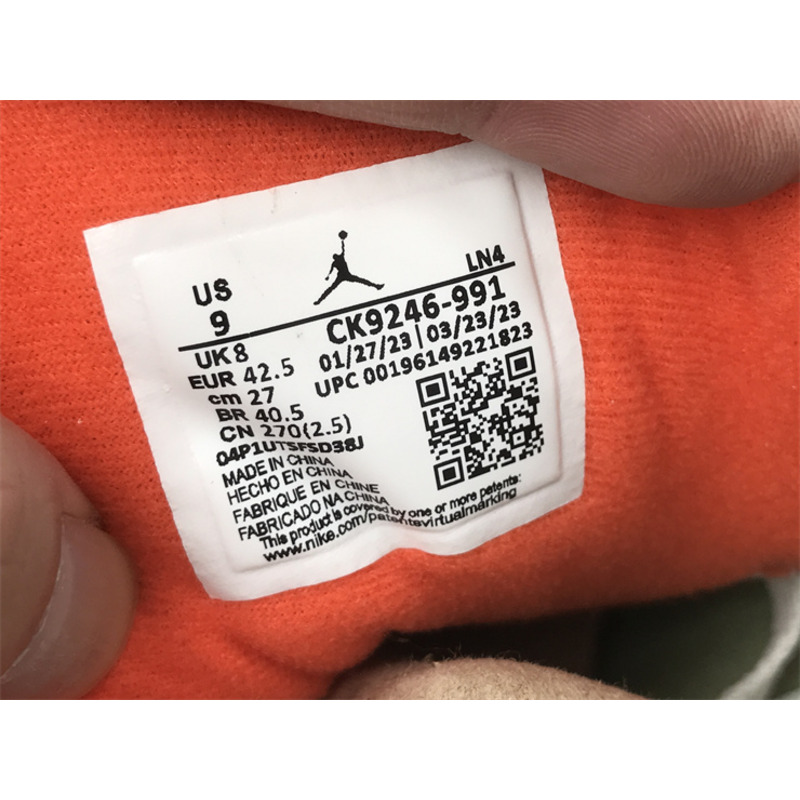 US
9
LN4
UK 8
EUR 42.5
cm 27
BR 40.5
CN 270(2.5)
CK9246-991
01/27/23 | 03/23/23
UPC 00196149221823
04P1UTSFSD38J
MADE IN CHINA
HECHO EN CHINA
FABRIQUE EN CHINE
FABRICADO NA CHINA
This product is covered by one or more patents:
www.nike.com/patentsvirtualmarking